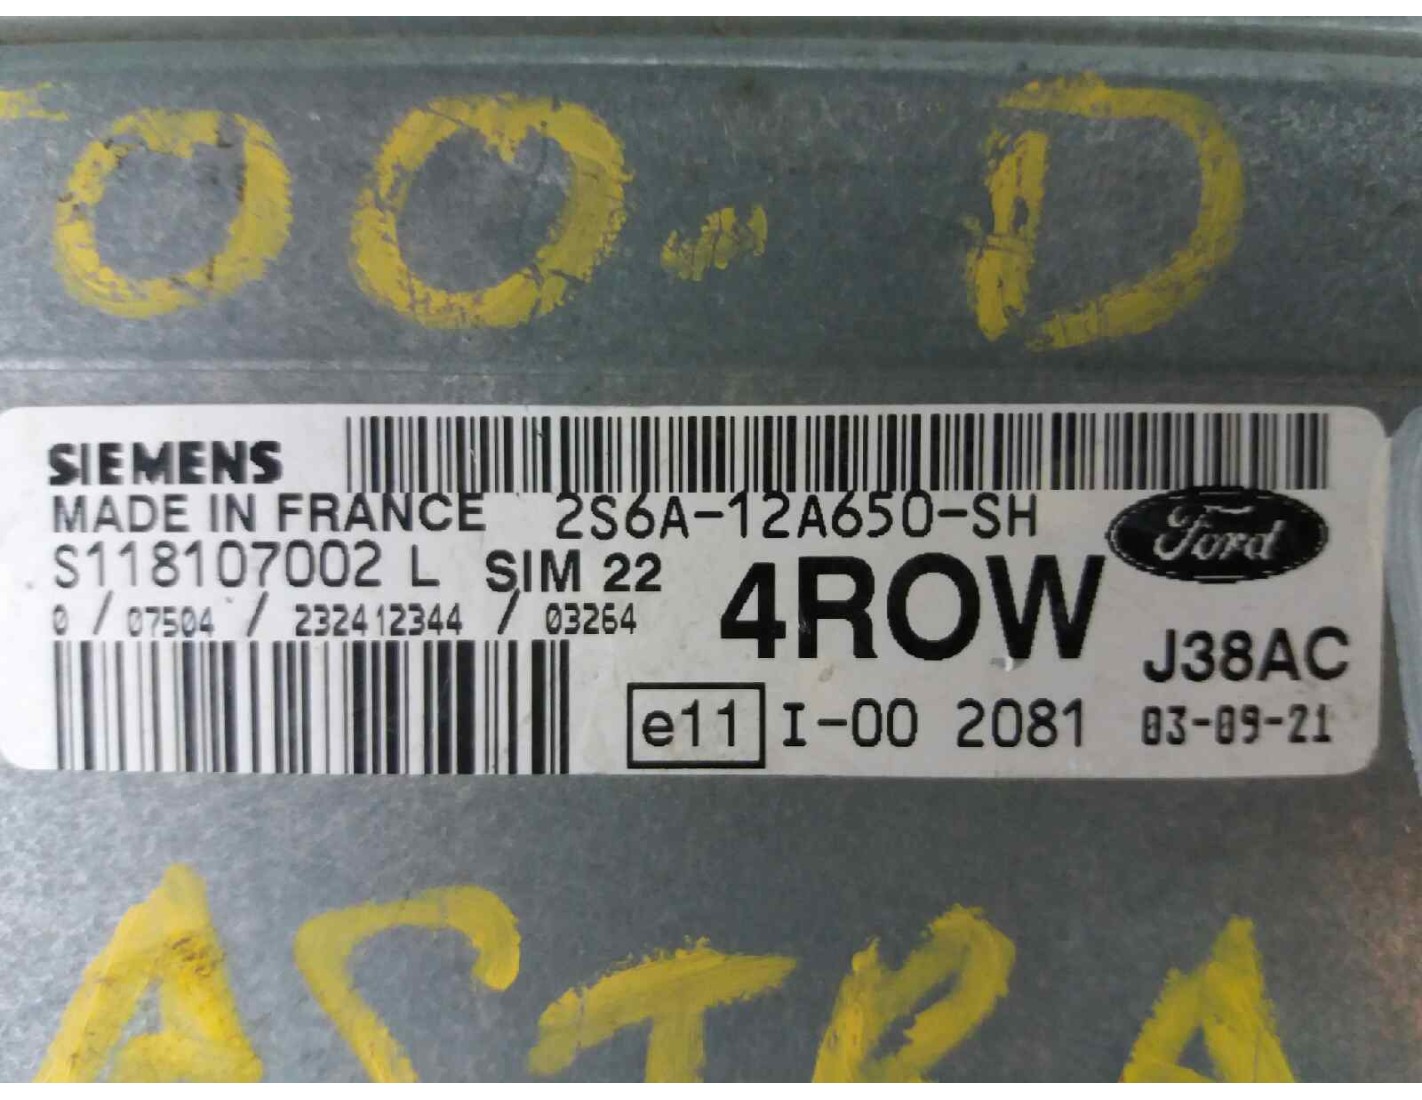 00-D
SIEMENS
MADE IN FRANCE 2S6A-12A650-SH
Ford
S118107002 L SIM 22 4ROW
0 / 07504 / 232412344 / 03264
J38AC
e11 I-00 2081 03-09-21
ASTRA